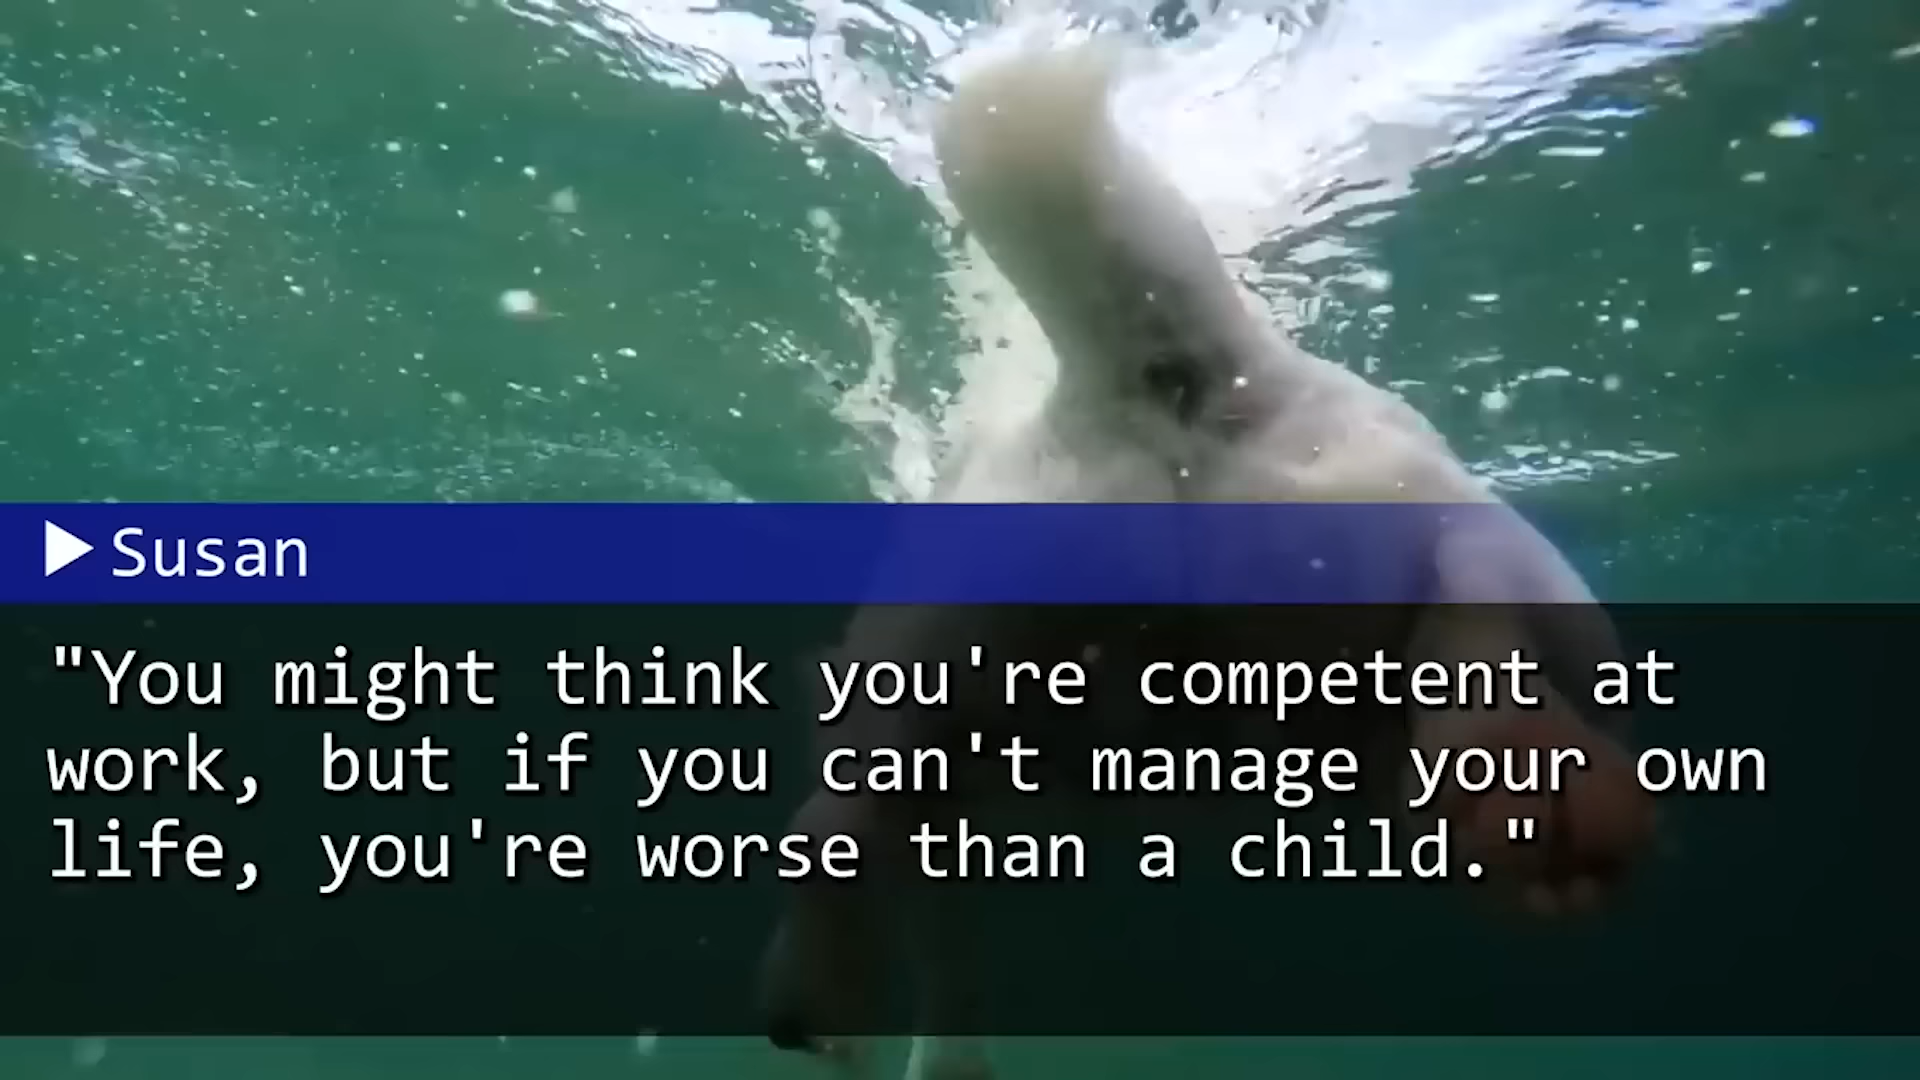 ▶Susan
"You might think you're competent at
work, but if you can't manage your own
life, you're worse than a child."